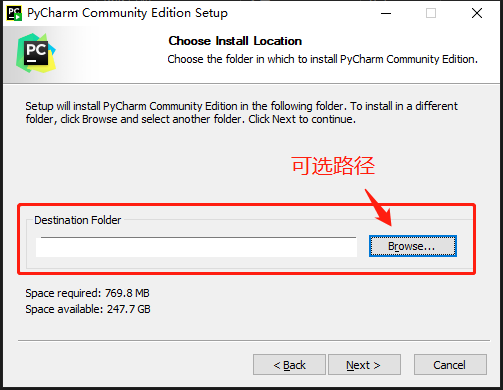 PyCharm Community Edition Setup
PC
Choose Install Location
Choose the folder in which to install PyCharm Community Edition.
Setup will install PyCharm Community Edition in the following folder. To install in a different
folder, click Browse and select another folder. Click Next to continue.
可选路径
Destination Folder
Browse...
Space required: 769.8 MB
Space available: 247.7 GB
< Back
Next >
Cancel